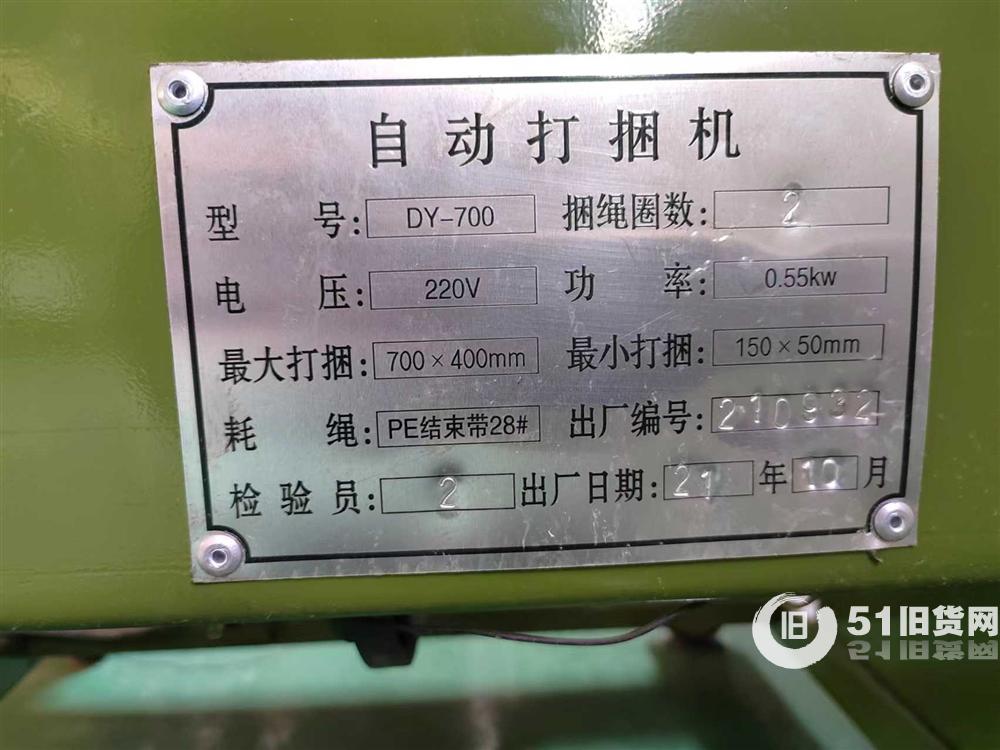 自动打捆机
型号: DY-700 捆绳圈数: 2
电压: 220V 功率: 0.55kw
最大打捆: 700×400mm 最小打捆: 150×50mm
耗绳: PE结束带28# 出厂编号: 210932
检验员: 2 出厂日期: 21 年 10 月
旧 51旧货网